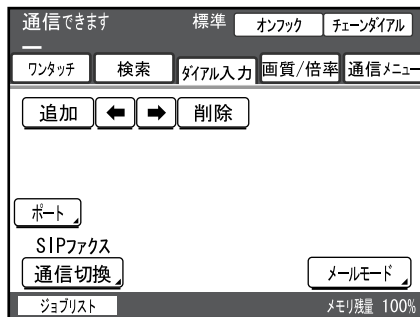 通信できます 標準 オンフック チェーンダイアル
ワンタッチ 検索 ダイアル入力 画質/倍率 通信メニュー
追加 ← → 削除
ポート
SIPファクス
通信切換 メールモード
ジョブリスト メモリ残量 100%